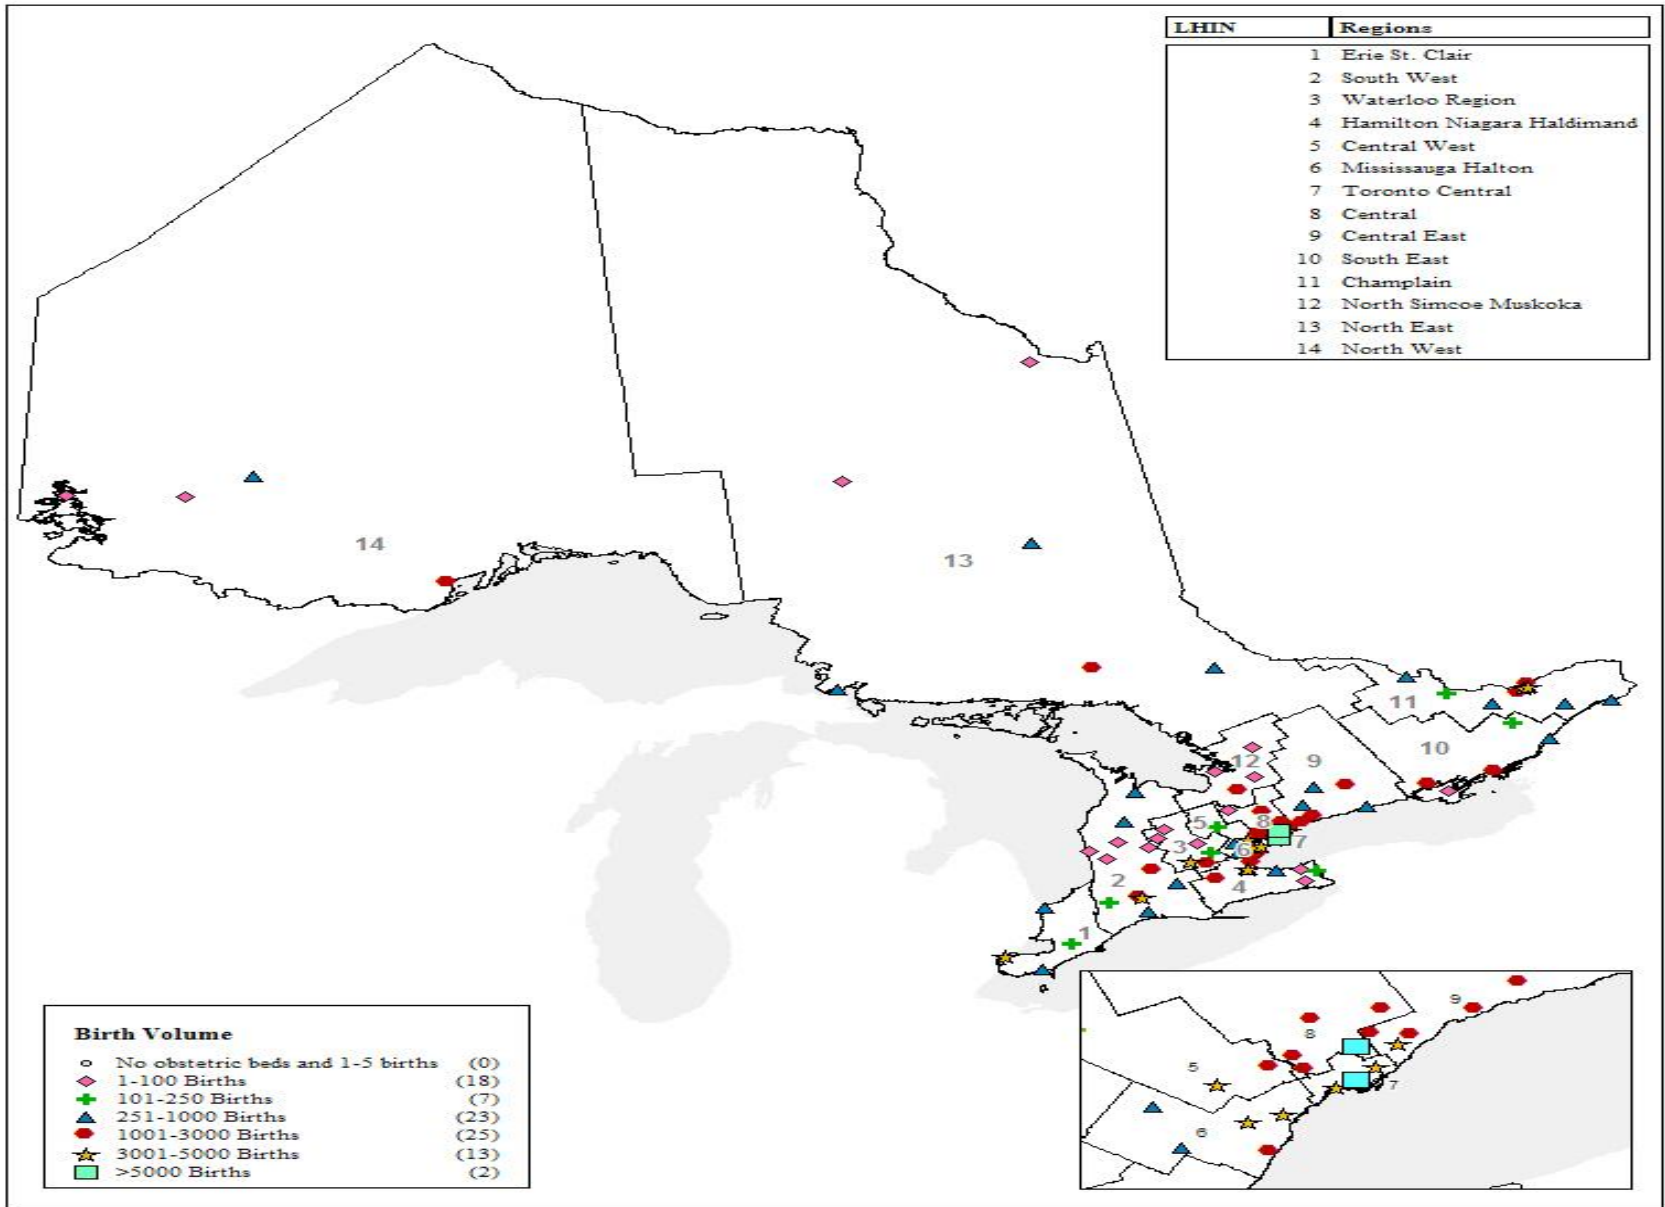 LHIN Regions
1 Erie St. Clair
2 South West
3 Waterloo Region
4 Hamilton Niagara Haldimand
5 Central West
6 Mississauga Halton
7 Toronto Central
8 Central
9 Central East
10 South East
11 Champlain
12 North Simcoe Muskoka
13 North East
14 North West
14
13
11
10
12
9
5
8
7
3
6
2
4
1
9
8
5
7
6
Birth Volume
No obstetric beds and 1-5 births (0)
1-100 Births (18)
101-250 Births (7)
251-1000 Births (23)
1001-3000 Births (25)
3001-5000 Births (13)
>5000 Births (2)